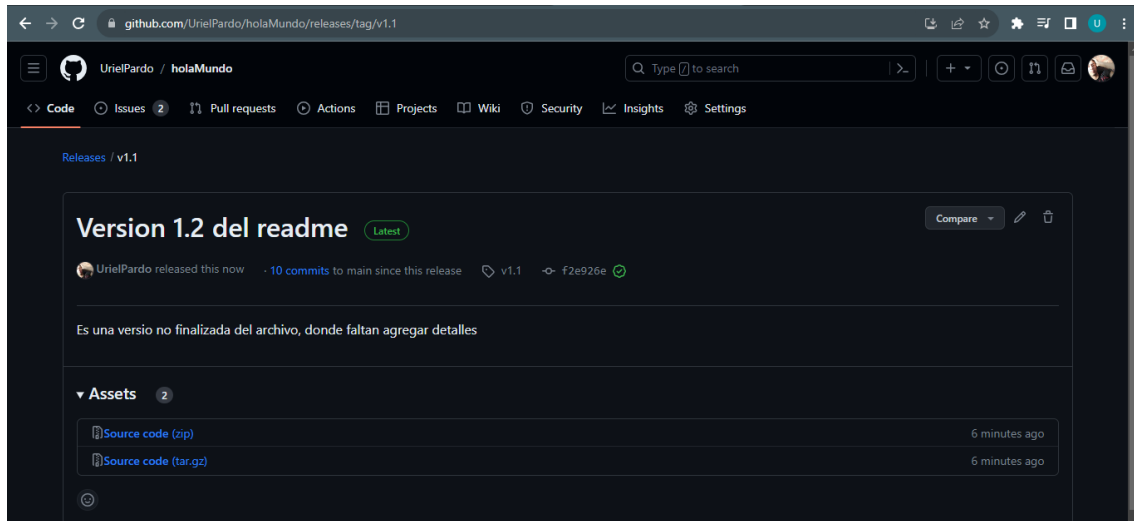 github.com/UrielPardo/holaMundo/releases/tag/v1.1
U
UrielPardo / holaMundo
Type / to search
Code Issues 2 Pull requests Actions Projects Wiki Security Insights Settings
Releases / v1.1
Version 1.2 del readme Latest
Compare
UrielPardo released this now · 10 commits to main since this release v1.1 f2e926e
Es una versio no finalizada del archivo, donde faltan agregar detalles
Assets 2
Source code (zip) 6 minutes ago
Source code (tar.gz) 6 minutes ago